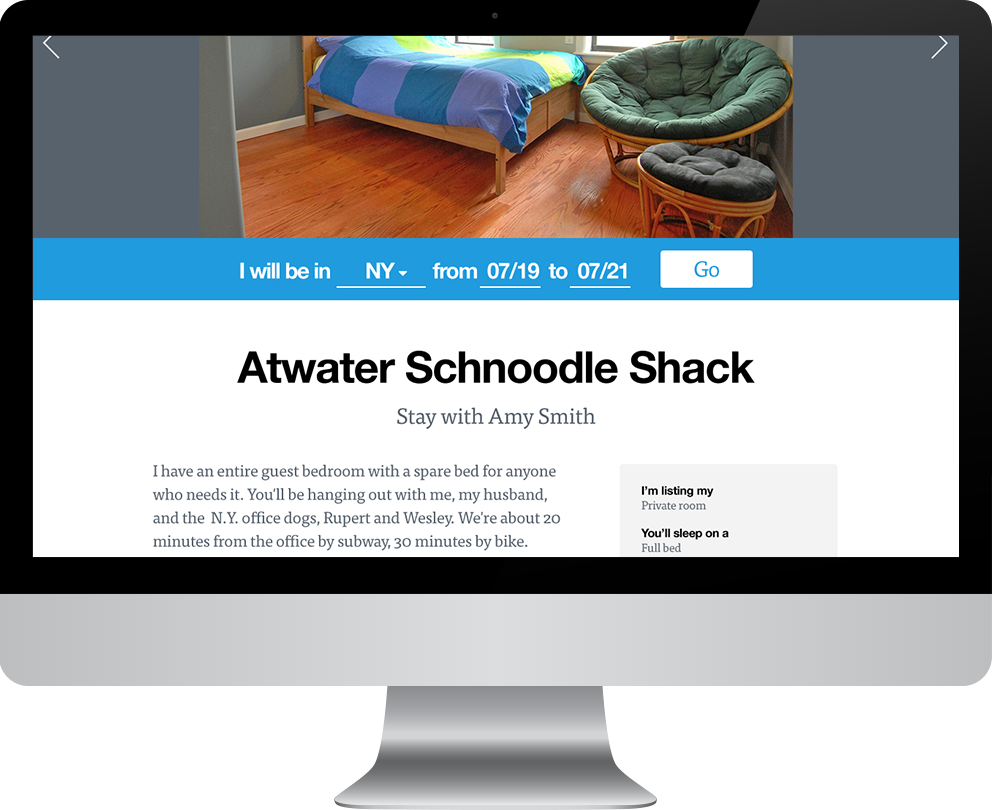 I will be in NY from 07/19 to 07/21 Go
Atwater Schnoodle Shack
Stay with Amy Smith
I have an entire guest bedroom with a spare bed for anyone
who needs it. You'll be hanging out with me, my husband,
and the N.Y. office dogs, Rupert and Wesley. We're about 20
minutes from the office by subway, 30 minutes by bike.
I'm listing my
Private room
You'll sleep on a
Full bed